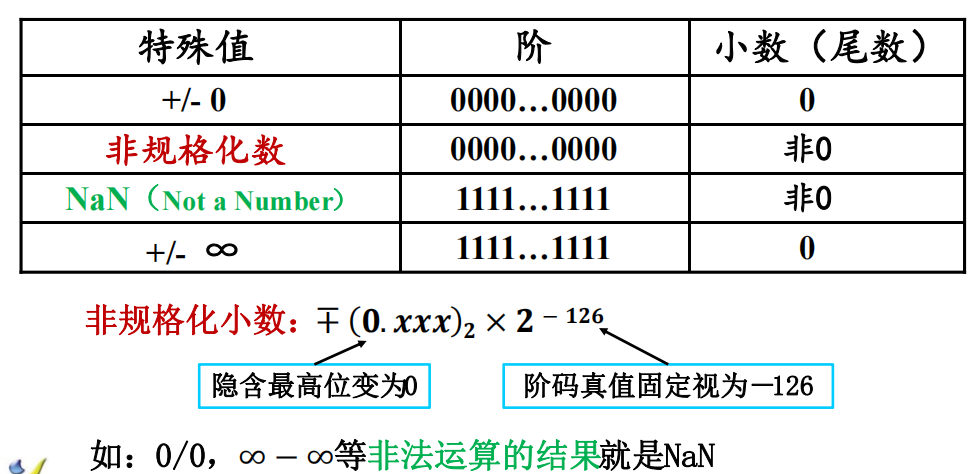 特殊值 阶 小数（尾数）
+/- 0 0000…0000 0
非规格化数 0000…0000 非0
NaN（Not a Number） 1111…1111 非0
+/- ∞ 1111…1111 0
非规格化小数：∓ (0.xxx)₂ × 2⁻¹²⁶
隐含最高位变为0 阶码真值固定视为－126
如：0/0，∞ − ∞等非法运算的结果就是NaN